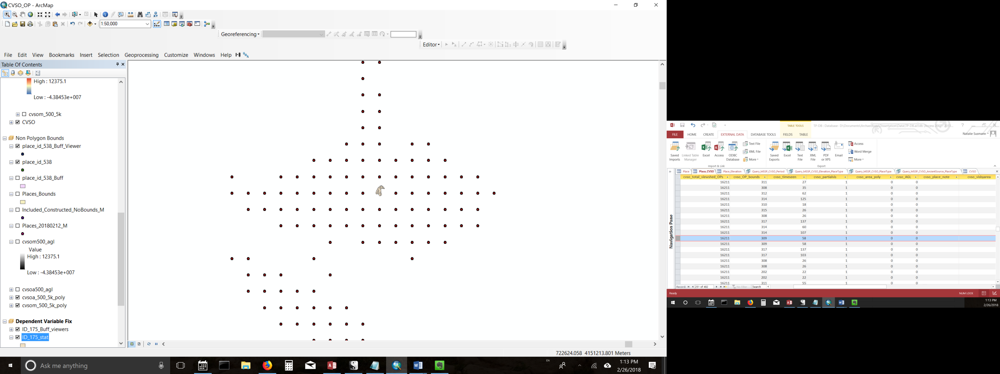 CVSO_OP - ArcMap
1:50,000
Georeferencing
Editor
File Edit View Bookmarks Insert Selection Geoprocessing Customize Windows Help
Table Of Contents
High : 12375.1
Low : -4.38453e+007
cvsom_500_5k
CVSO
Non Polygon Bounds
place_id_538_Buff_Viewer
place_id_538
place_id_538_Buff
Places_Bounds
Included_Constructed_NoBounds_M
Places_20180212_M
cvsom500_agl
Value
High : 12375.1
Low : -4.38453e+007
cvsoa500_agl
cvsoa_500_5k_poly
cvsom_500_5k_poly
Dependent Variable Fix
ID_175_Buff_viewers
ID_175_stat
722624.058 4151213.801 Meters
Ask me anything
EN
1:13 PM
2/26/2018
TABLE TOOLS
TP-DB : Database- D:\Documents\Archaeology\Dissertation\Data\TP-DB.accdb (Access 2007 - 2013...
FILE HOME CREATE EXTERNAL DATA DATABASE TOOLS FIELDS TABLE
Natalie Susmann
Saved Imports
Linked Table Manager
Excel
Access
ODBC Database
Text File
XML File
More
Saved Exports
Excel
Text File
XML File
PDF or XPS
Email
Access
Word Merge
More
Import & Link
Export
Place Place_CVSO Place_Elevation Query_MSSP_CVSO_Period Query_MSSP_CVSO_Elevation_PlaceType Query_MSSP_CVSO_PlaceType Query_MSSP_CVSO_AncientSource_PlaceType CVSO
cvso_total_viewshed_OPs cvso_OP_bounds cvso_timeseen cvso_partialvis cvso_area_poly cvso_AGL cvso_place_note cvso_visbyarea
16211 311 27 1 0 0
16211 308 35 1 0 0
16211 312 62 1 0 0
16211 314 125 1 0 0
16211 310 18 1 0 0
16211 315 26 1 0 0
16211 308 26 1 0 0
16211 317 137 1 0 0
16211 314 60 1 0 0
16211 314 107 1 0 0
16211 309 58 1 0 0
16211 309 58 1 0 0
16211 317 137 1 0 0
16211 317 103 1 0 0
16211 308 26 1 0 0
16211 308 26 1 0 0
16211 202 22 1 0 0
16211 202 22 1 0 0
16211 311 55 1 0 0
Navigation Pane
Record: 251 of 482 No Filter Search
Ready
NUM LOCK
1:13 PM
2/26/2018